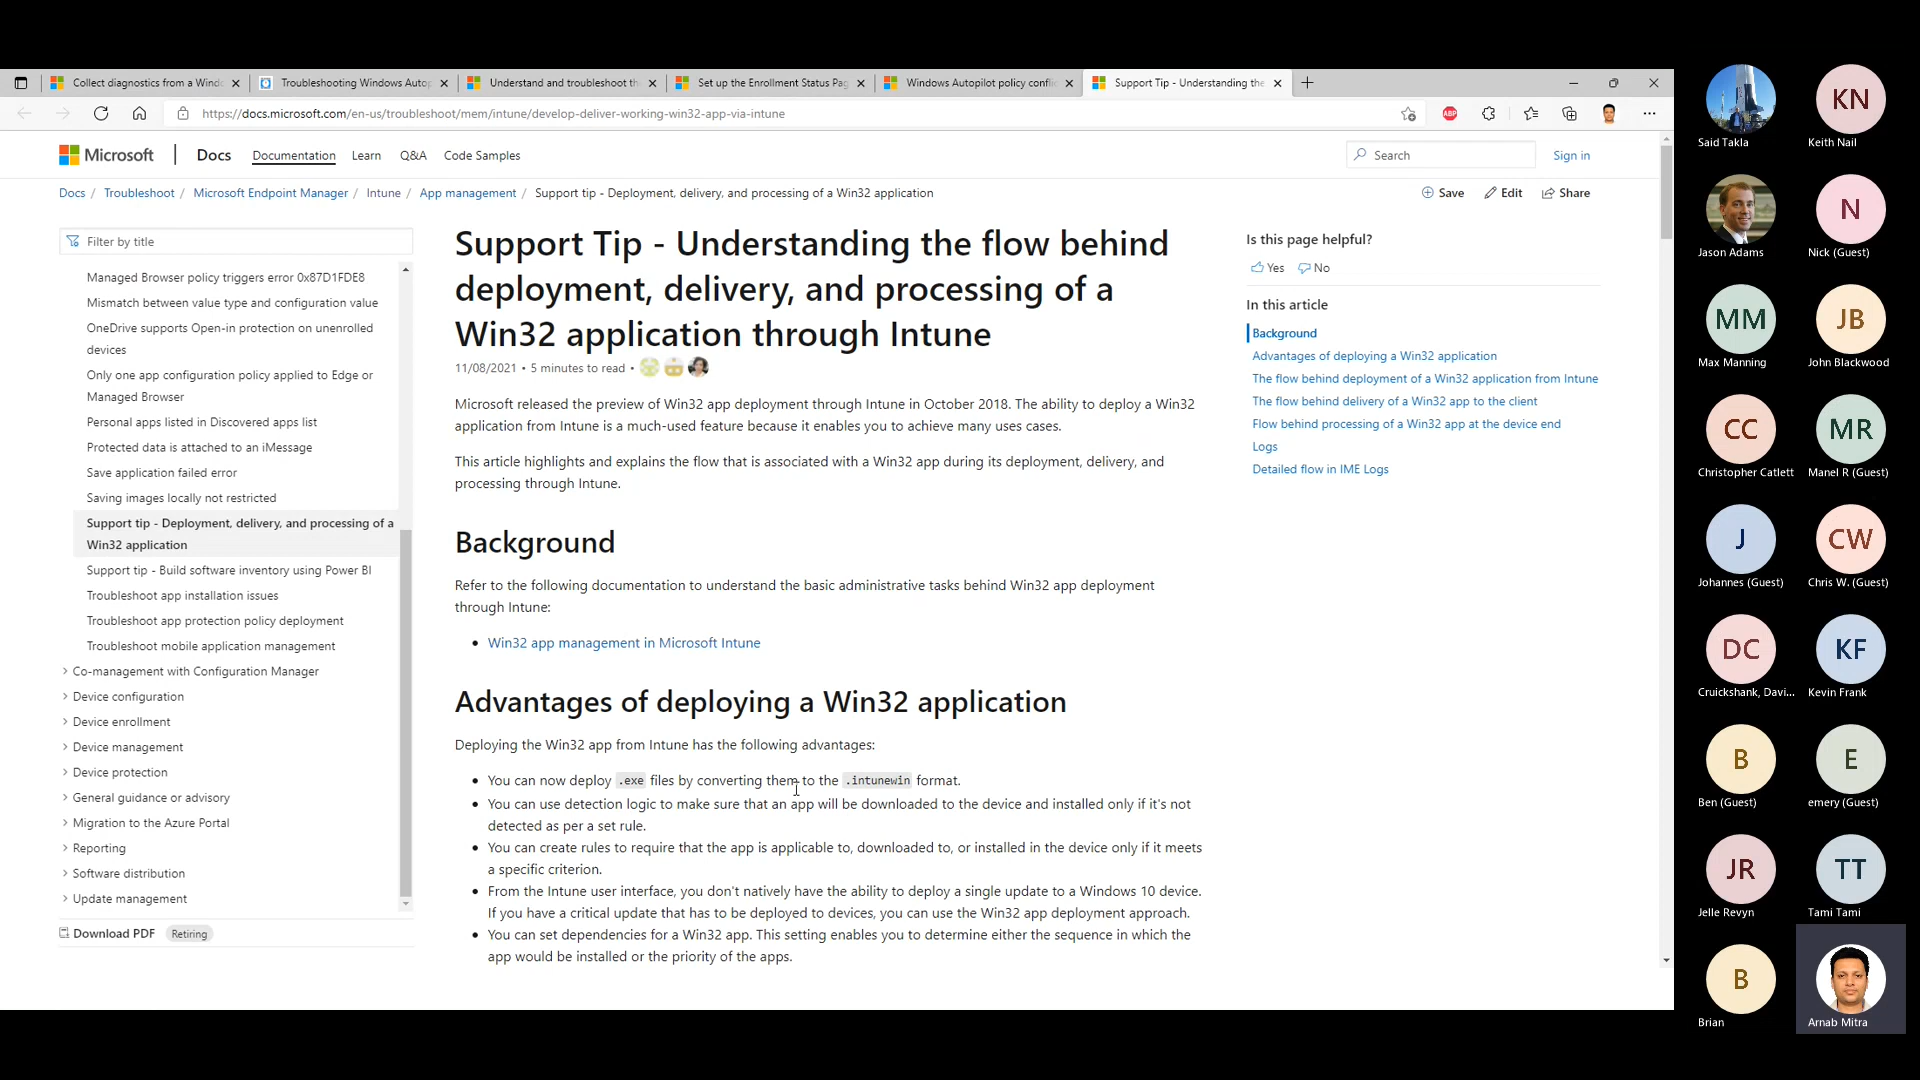 Collect diagnostics from a Wind
Troubleshooting Windows Autop
Understand and troubleshoot th
Set up the Enrollment Status Pag
Windows Autopilot policy confli
Support Tip - Understanding the
https://docs.microsoft.com/en-us/troubleshoot/mem/intune/develop-deliver-working-win32-app-via-intune
ABP
Microsoft
Docs
Documentation
Learn
Q&A
Code Samples
Search
Sign in
Docs / Troubleshoot / Microsoft Endpoint Manager / Intune / App management / Support tip - Deployment, delivery, and processing of a Win32 application
Save
Edit
Share
Filter by title
Managed Browser policy triggers error 0x87D1FDE8
Mismatch between value type and configuration value
OneDrive supports Open-in protection on unenrolled
devices
Only one app configuration policy applied to Edge or
Managed Browser
Personal apps listed in Discovered apps list
Protected data is attached to an iMessage
Save application failed error
Saving images locally not restricted
Support tip - Deployment, delivery, and processing of a
Win32 application
Support tip - Build software inventory using Power BI
Troubleshoot app installation issues
Troubleshoot app protection policy deployment
Troubleshoot mobile application management
Co-management with Configuration Manager
Device configuration
Device enrollment
Device management
Device protection
General guidance or advisory
Migration to the Azure Portal
Reporting
Software distribution
Update management
Download PDF
Retiring
Support Tip - Understanding the flow behind
deployment, delivery, and processing of a
Win32 application through Intune
11/08/2021 • 5 minutes to read •
Microsoft released the preview of Win32 app deployment through Intune in October 2018. The ability to deploy a Win32
application from Intune is a much-used feature because it enables you to achieve many uses cases.
This article highlights and explains the flow that is associated with a Win32 app during its deployment, delivery, and
processing through Intune.
Background
Refer to the following documentation to understand the basic administrative tasks behind Win32 app deployment
through Intune:
• Win32 app management in Microsoft Intune
Advantages of deploying a Win32 application
Deploying the Win32 app from Intune has the following advantages:
• You can now deploy .exe files by converting them to the .intunewin format.
• You can use detection logic to make sure that an app will be downloaded to the device and installed only if it's not
detected as per a set rule.
• You can create rules to require that the app is applicable to, downloaded to, or installed in the device only if it meets
a specific criterion.
• From the Intune user interface, you don't natively have the ability to deploy a single update to a Windows 10 device.
If you have a critical update that has to be deployed to devices, you can use the Win32 app deployment approach.
• You can set dependencies for a Win32 app. This setting enables you to determine either the sequence in which the
app would be installed or the priority of the apps.
Is this page helpful?
Yes
No
In this article
Background
Advantages of deploying a Win32 application
The flow behind deployment of a Win32 application from Intune
The flow behind delivery of a Win32 app to the client
Flow behind processing of a Win32 app at the device end
Logs
Detailed flow in IME Logs
Said Takla
KN
Keith Nail
Jason Adams
N
Nick (Guest)
MM
Max Manning
JB
John Blackwood
CC
Christopher Catlett
MR
Manel R (Guest)
J
Johannes (Guest)
CW
Chris W. (Guest)
DC
Cruickshank, Davi...
KF
Kevin Frank
B
Ben (Guest)
E
emery (Guest)
JR
Jelle Revyn
TT
Tami Tami
B
Brian
Arnab Mitra